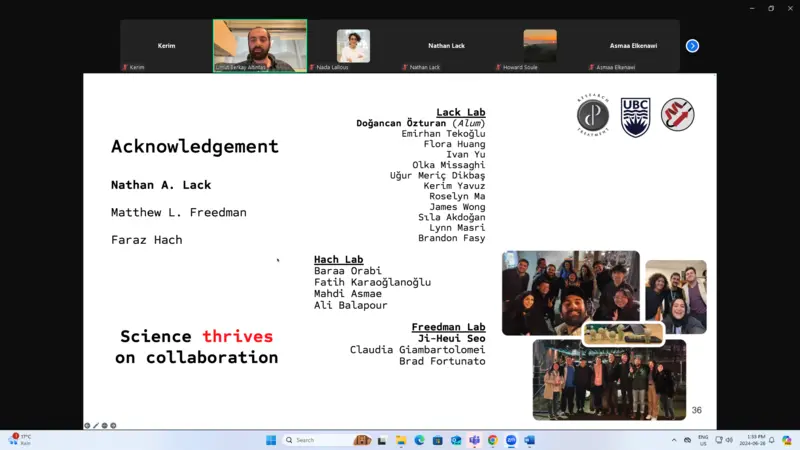 Kerim
Nathan Lack
Asmaa Elkenawi
Kerim
Umut Berkay Altıntaş
Nada Lallous
Nathan Lack
Howard Soule
Asmaa Elkenawi
Acknowledgement
Nathan A. Lack
Matthew L. Freedman
Faraz Hach
Science thrives
on collaboration
Lack Lab
Doğancan Özturan (Alum)
Emirhan Tekoğlu
Flora Huang
Ivan Yu
Olka Missaghi
Uğur Meriç Dikbaş
Kerim Yavuz
Roselyn Ma
James Wong
Sıla Akdoğan
Lynn Masri
Brandon Fasy
Hach Lab
Baraa Orabi
Fatih Karaoğlanoğlu
Mahdi Asmae
Ali Balapour
Freedman Lab
Ji-Heui Seo
Claudia Giambartolomei
Brad Fortunato
RESEARCH
TREATMENT
UBC
36
17°C
Rain
Search
ENG
US
1:53 PM
2024-06-28